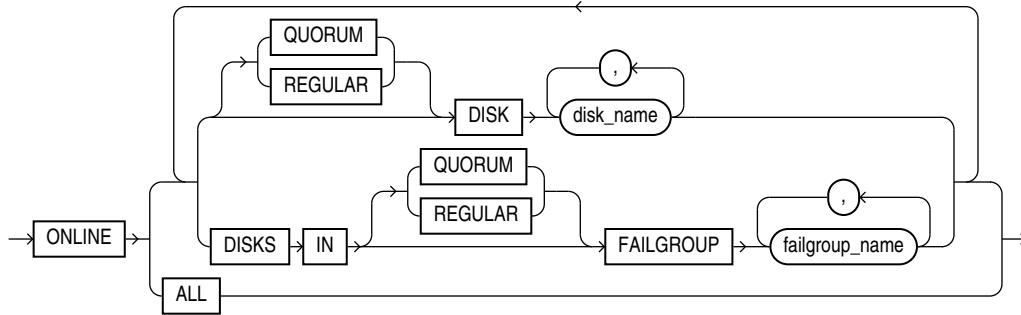 QUORUM
REGULAR
,
DISK
disk_name
QUORUM
REGULAR
,
ONLINE
DISKS
IN
FAILGROUP
failgroup_name
ALL